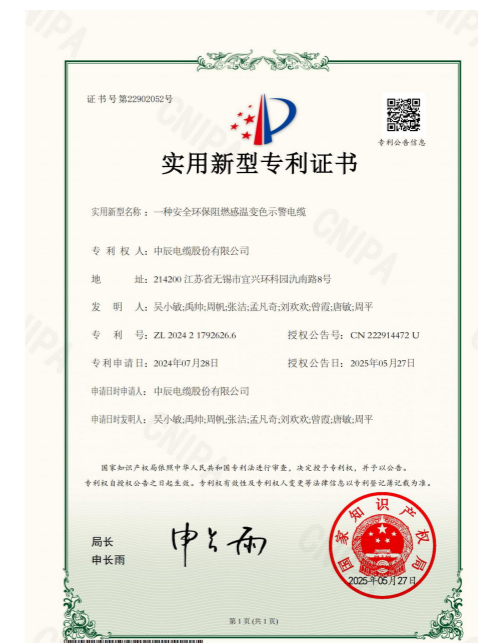 证书号第22902052号
专利公告信息
实用新型专利证书
实用新型名称：一种安全环保阻燃感温变色示警电缆
专利权人：中辰电缆股份有限公司
地址：214200 江苏省无锡市宜兴环科园氿南路8号
发明人：吴小敏;禹帅;周帆;张洁;孟凡奇;刘欢欢;曾霞;唐敏;周平
专利号：ZL 2024 2 1792626.6 授权公告号：CN 222914472 U
专利申请日：2024年07月28日 授权公告日：2025年05月27日
申请日时申请人：中辰电缆股份有限公司
申请日时发明人：吴小敏;禹帅;周帆;张洁;孟凡奇;刘欢欢;曾霞;唐敏;周平
国家知识产权局依照中华人民共和国专利法进行审查，决定授予专利权，并予以公告。
专利权自授权公告之日起生效。专利权有效性及专利权人变更等法律信息以专利登记簿记载为准。
局长
申长雨
申长雨
国家知识产权局
2025年05月27日
第1页(共1页)
CNIPA
CNIPA
CNIPA
CNIPA